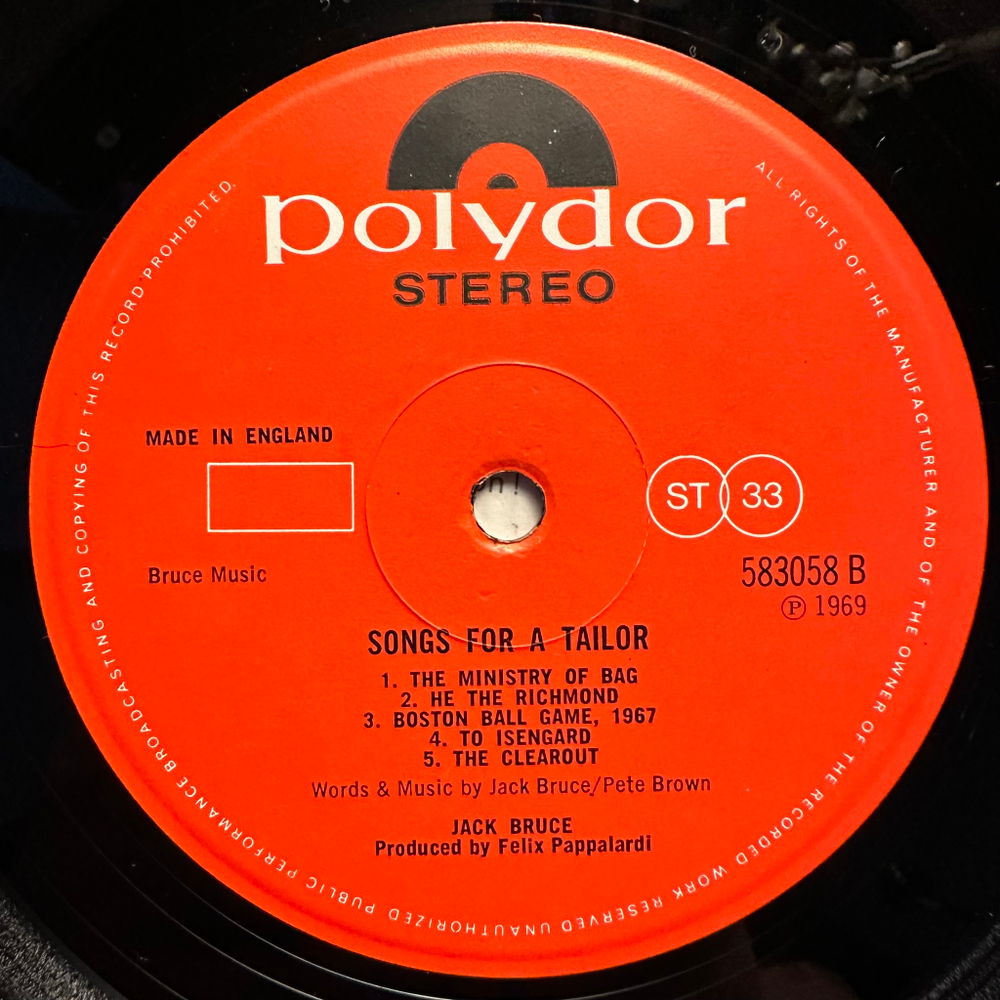 polydor
STEREO
MADE IN ENGLAND
ST 33
Bruce Music
583058 B
Ⓟ 1969
SONGS FOR A TAILOR
1. THE MINISTRY OF BAG
2. HE THE RICHMOND
3. BOSTON BALL GAME, 1967
4. TO ISENGARD
5. THE CLEAROUT
Words & Music by Jack Bruce/Pete Brown
JACK BRUCE
Produced by Felix Pappalardi
ALL RIGHTS OF THE MANUFACTURER AND OF THE OWNER OF THE RECORDED WORK RESERVED UNAUTHORIZED PUBLIC PERFORMANCE BROADCASTING AND COPYING OF THIS RECORD PROHIBITED.